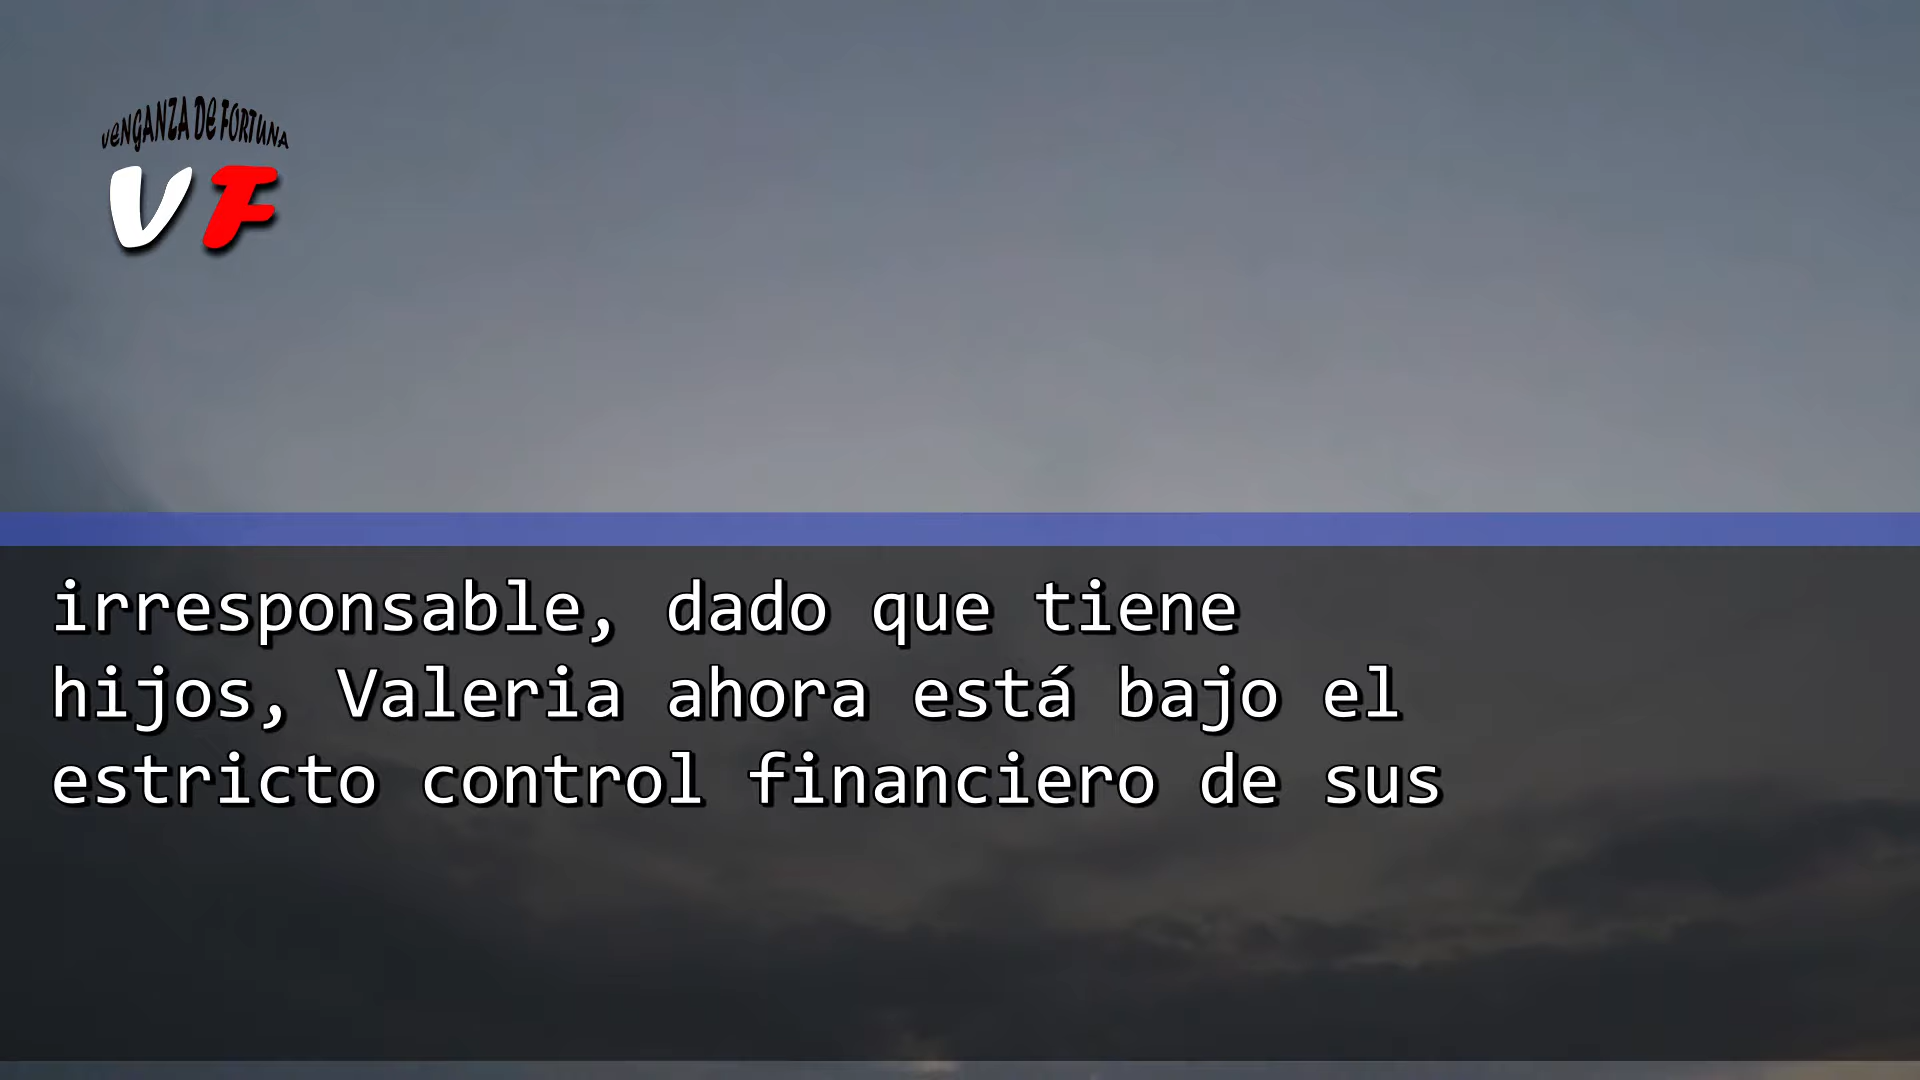 VENGANZA DE FORTUNA
VF
irresponsable, dado que tiene
hijos, Valeria ahora está bajo el
estricto control financiero de sus